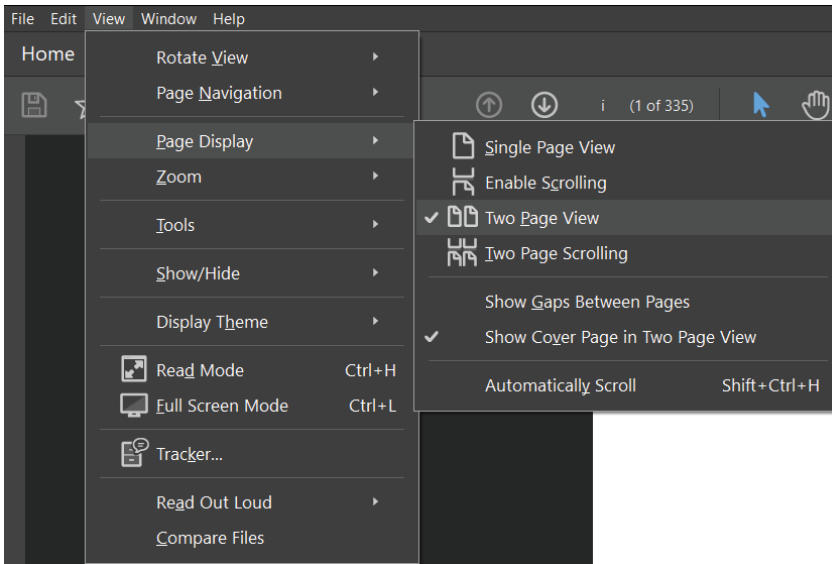 File Edit View Window Help
Home
i (1 of 335)
Rotate View
Page Navigation
Page Display
Zoom
Tools
Show/Hide
Display Theme
Read Mode Ctrl+H
Full Screen Mode Ctrl+L
Tracker...
Read Out Loud
Compare Files
Single Page View
Enable Scrolling
Two Page View
Two Page Scrolling
Show Gaps Between Pages
Show Cover Page in Two Page View
Automatically Scroll Shift+Ctrl+H